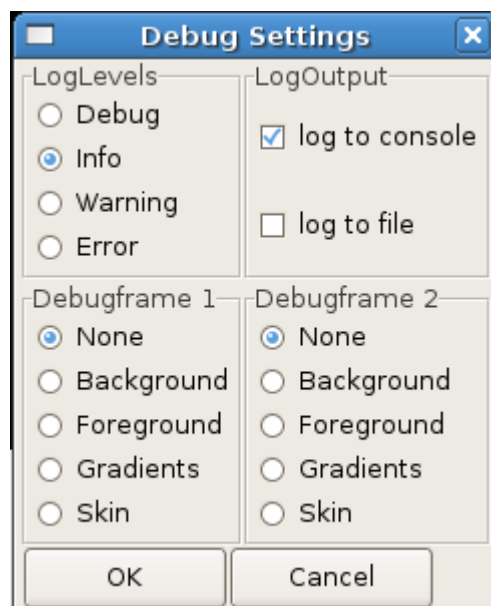 Debug Settings
LogLevels
Debug
Info
Warning
Error
LogOutput
log to console
log to file
Debugframe 1
None
Background
Foreground
Gradients
Skin
Debugframe 2
None
Background
Foreground
Gradients
Skin
OK
Cancel